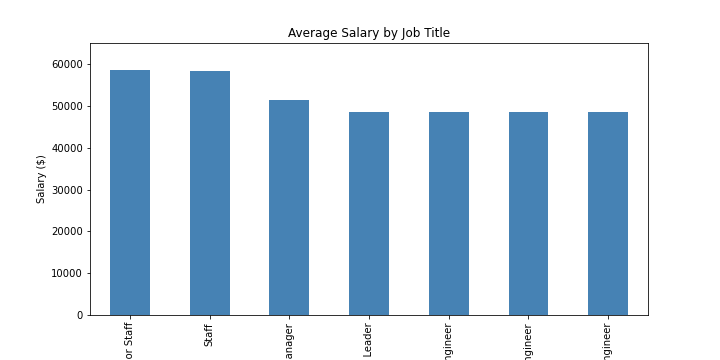 Average Salary by Job Title
Salary ($)
60000
50000
40000
30000
20000
10000
0
or Staff
Staff
anager
Leader
ngineer
ngineer
ngineer